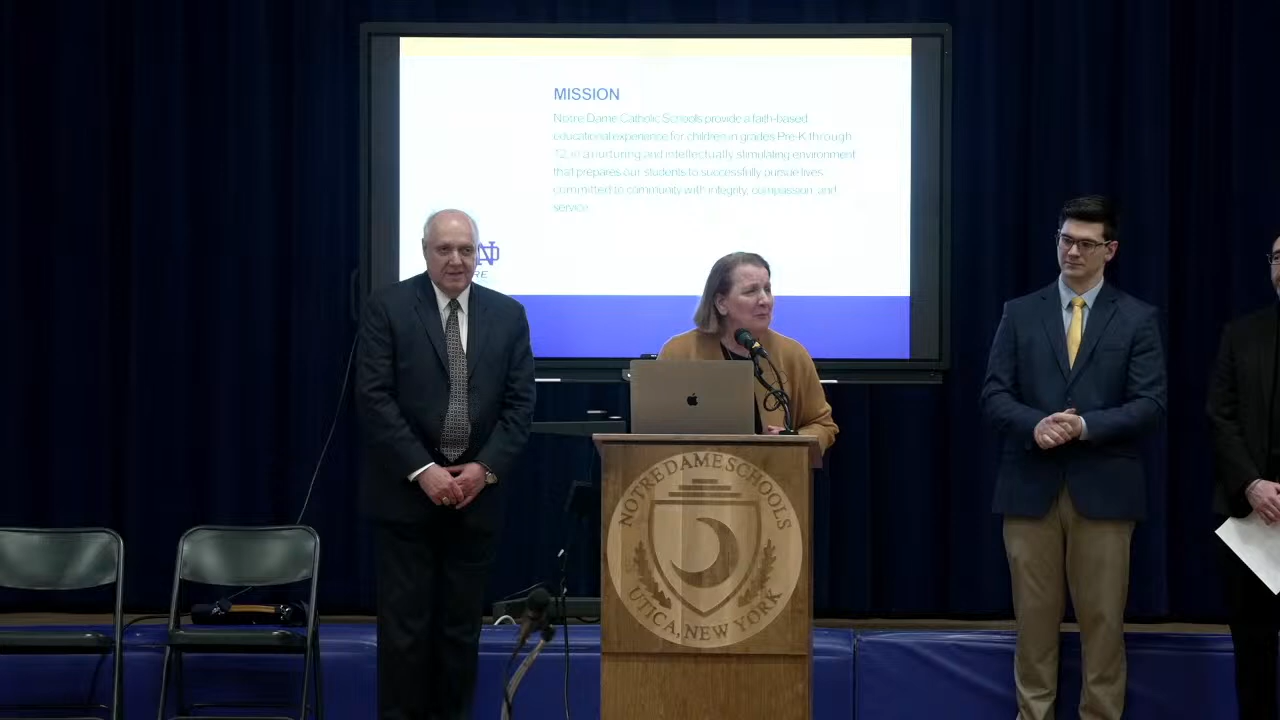 MISSION
Notre Dame Catholic Schools provide a faith-based
educational experience for children in grades Pre-K through
12, in a nurturing and intellectually stimulating environment
that prepares our students to successfully pursue lives
committed to community with integrity, compassion, and
service.
ND
RE
NOTRE DAME SCHOOLS
UTICA, NEW YORK